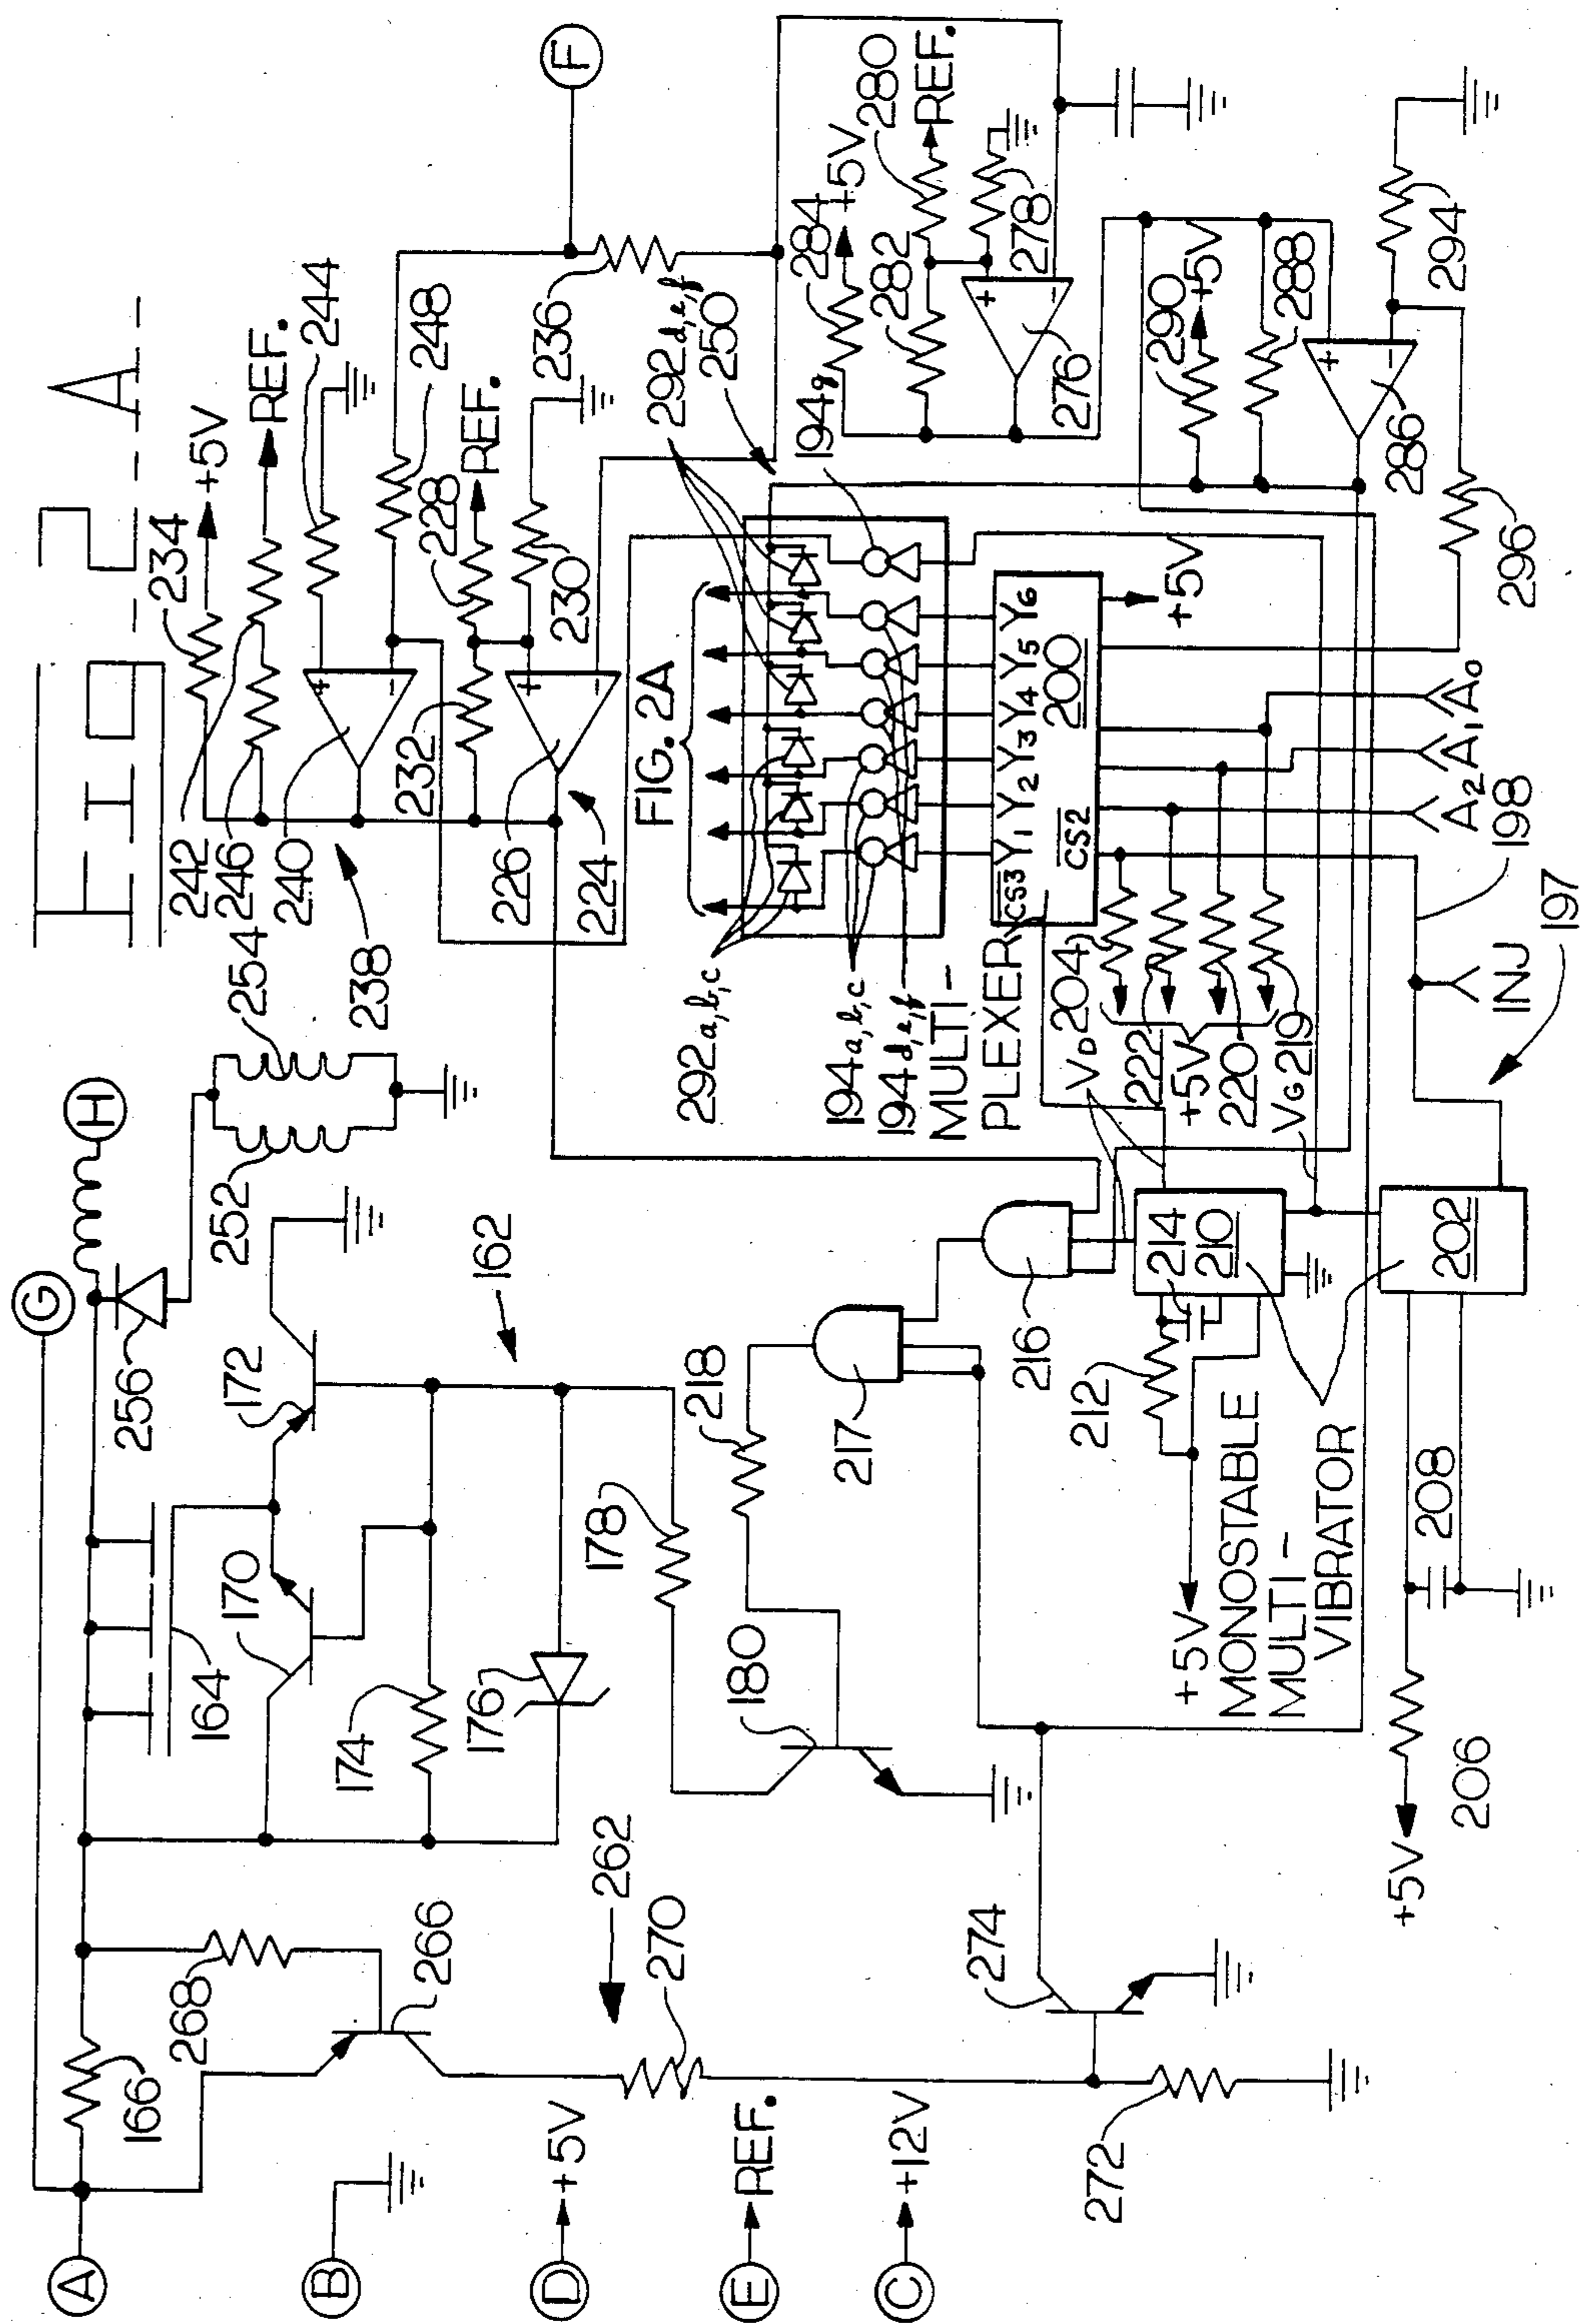 FIG. 2A
A
G
H
166
164
256
254
252
170
172
268
266
174
176
178
162
B
D
+5V
262
270
E
REF.
C
+12V
272
274
180
218
217
216
212
214
210
+5V
MONOSTABLE
MULTI-
VIBRATOR
202
208
206
+5V
197
198
INJ
242
234
+5V
246
REF.
240
244
238
248
232
228
REF.
226
230
224
236
F
FIG. 2A
292a,b,c
292d,e,f
250
194a,b,c
194d,e,f
194g
MULTI-
PLEXER
CS3
Y1
Y2
Y3
Y4
Y5
Y6
200
CS2
+5V
VD
204
222
+5V
220
VG
219
A2
A1
A0
284
+5V
282
280
REF.
278
276
290
+5V
288
286
294
296